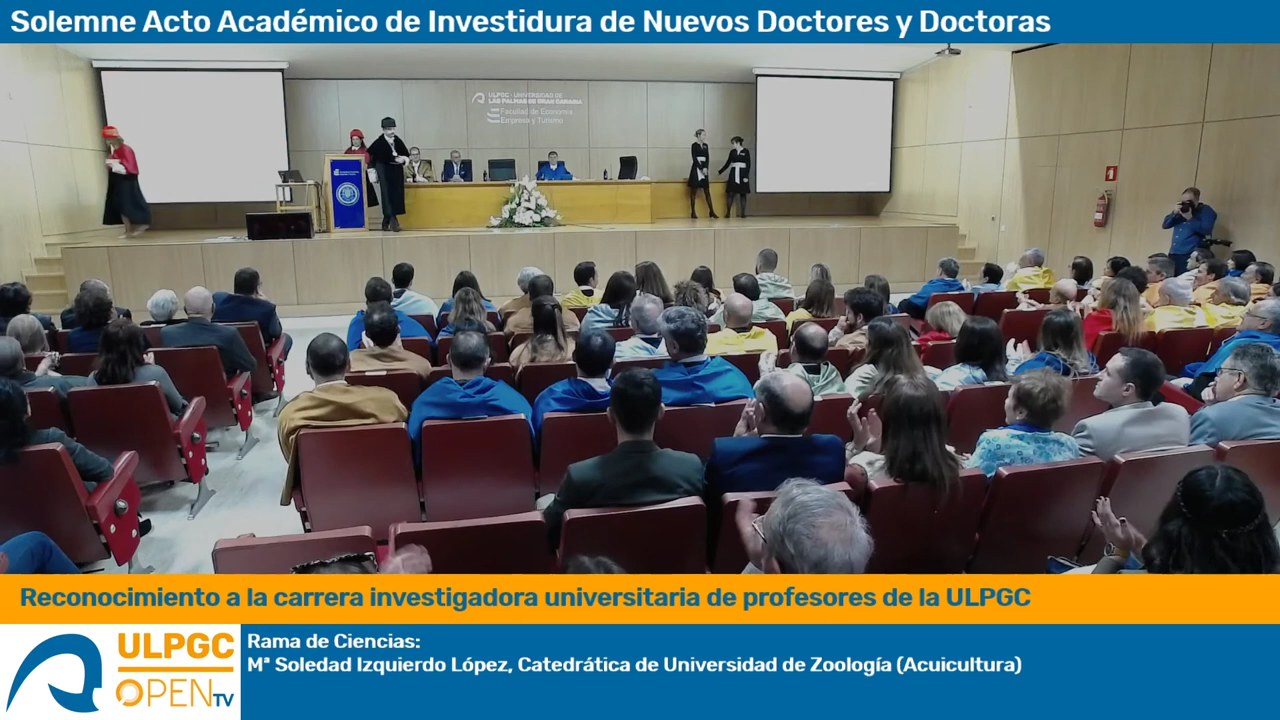 Solemne Acto Académico de Investidura de Nuevos Doctores y Doctoras
ULPGC · UNIVERSIDAD DE
LAS PALMAS DE GRAN CANARIA
Facultad de Economía
Empresa y Turismo
Reconocimiento a la carrera investigadora universitaria de profesores de la ULPGC
ULPGC
OPENTV
Rama de Ciencias:
Mª Soledad Izquierdo López, Catedrática de Universidad de Zoología (Acuicultura)